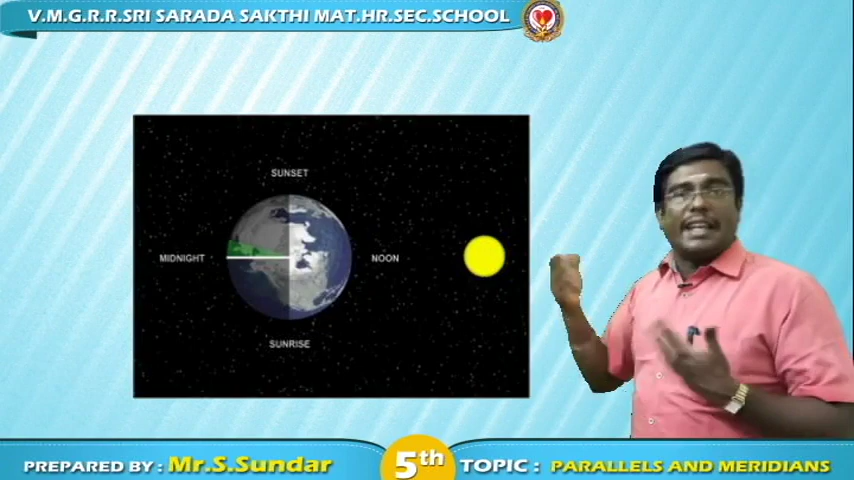 V.M.G.R.R.SRI SARADA SAKTHI MAT.HR.SEC.SCHOOL
SUNSET
MIDNIGHT
NOON
SUNRISE
PREPARED BY : Mr.S.Sundar
5th
TOPIC : PARALLELS AND MERIDIANS